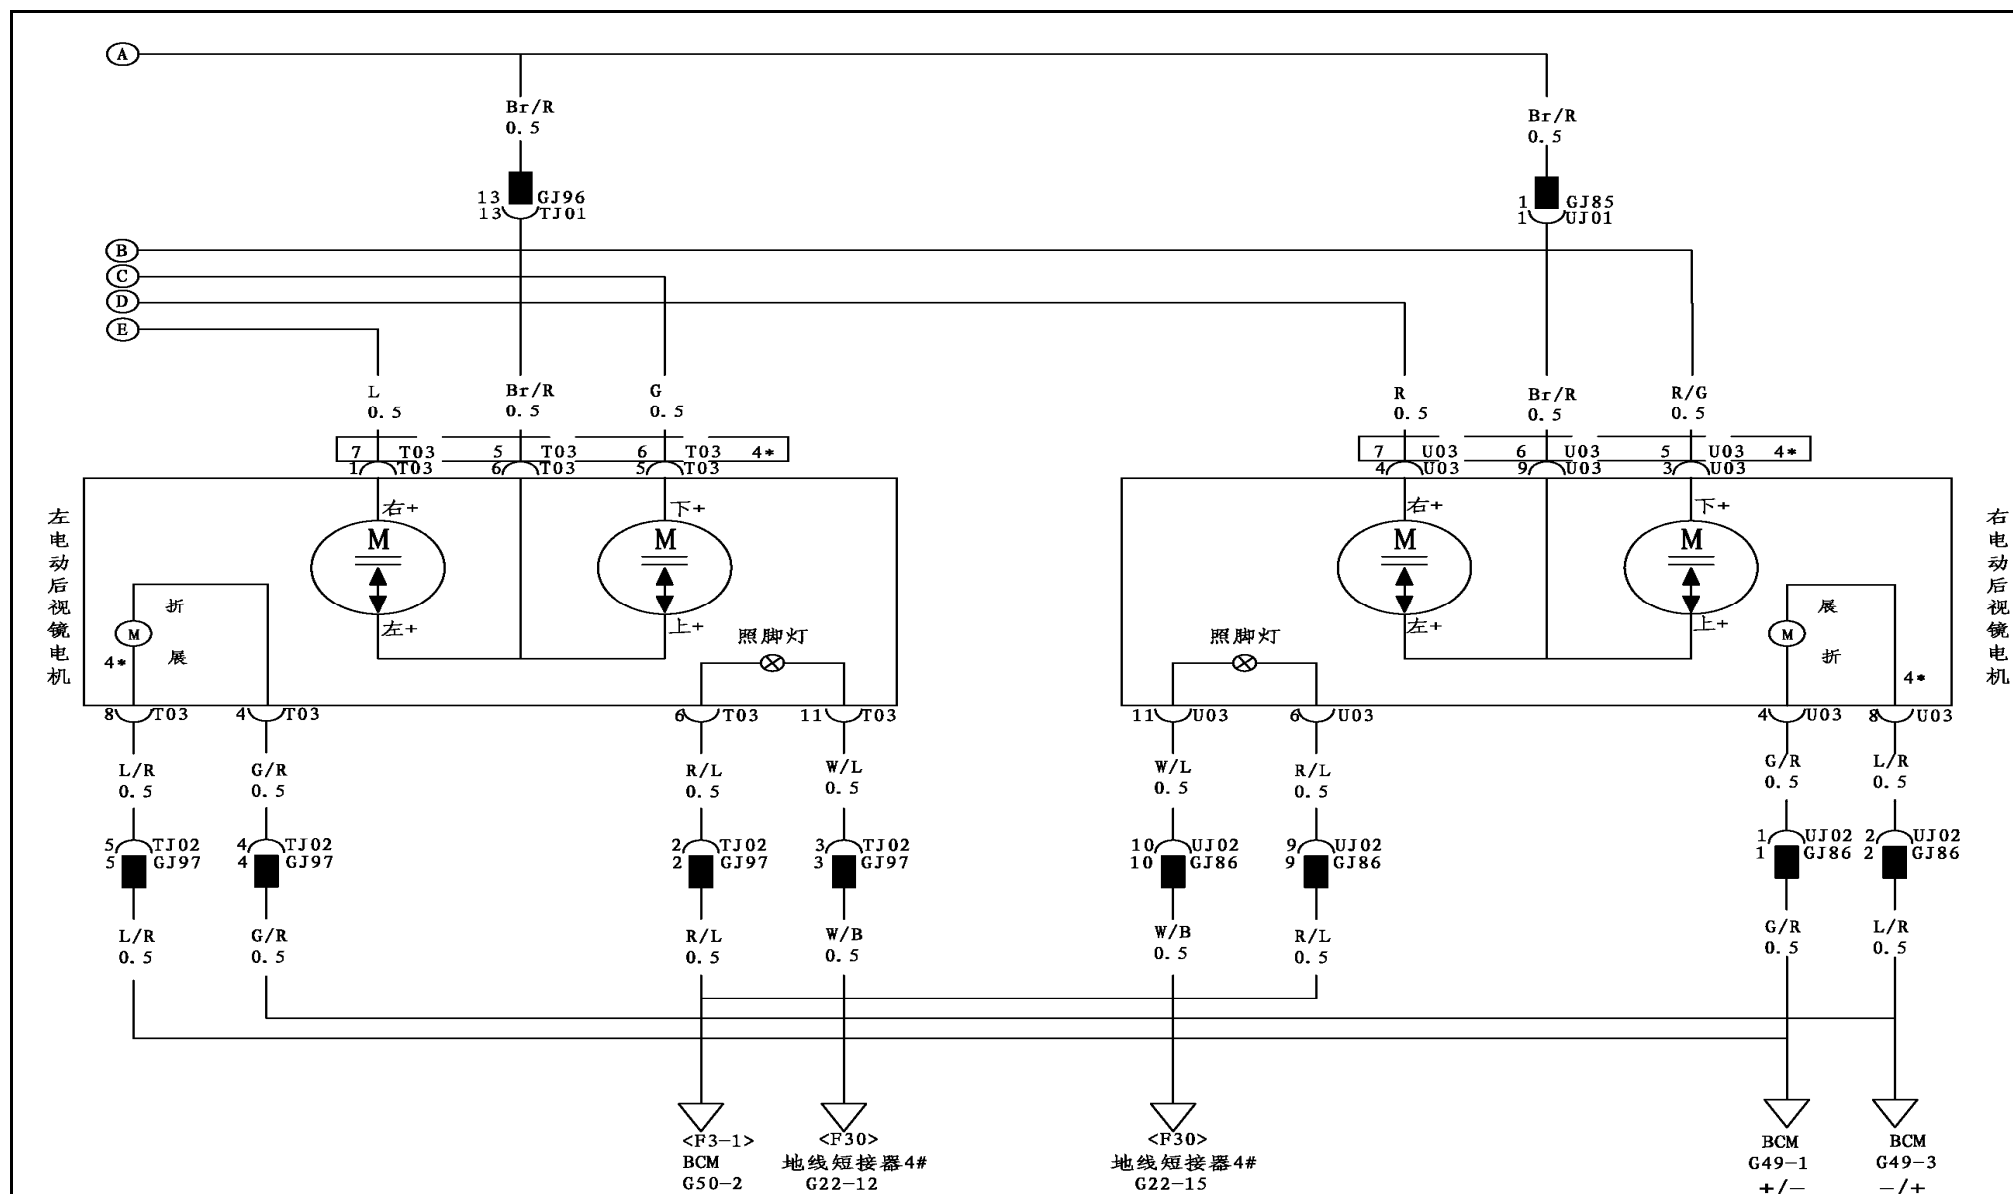 A
Br/R
0.5
Br/R
0.5
13 GJ96
13 TJ01
1 GJ85
1 UJ01
B
C
D
E
L
0.5
Br/R
0.5
G
0.5
R
0.5
Br/R
0.5
R/G
0.5
7 T03 5 T03 6 T03 4*
1 T03 6 T03 5 T03
7 U03 6 U03 5 U03 4*
4 U03 9 U03 3 U03
左电动后视镜电机
右+
M
左+
下+
M
上+
折
M
展
4*
照脚灯
右+
M
左+
下+
M
上+
照脚灯
展
M
折
4*
右电动后视镜电机
8 T03 4 T03 6 T03 11 T03
11 U03 6 U03 4 U03 8 U03
L/R
0.5
G/R
0.5
R/L
0.5
W/L
0.5
W/L
0.5
R/L
0.5
G/R
0.5
L/R
0.5
5 TJ02 4 TJ02 2 TJ02 3 TJ02
5 GJ97 4 GJ97 2 GJ97 3 GJ97
10 UJ02 9 UJ02 1 UJ02 2 UJ02
10 GJ86 9 GJ86 1 GJ86 2 GJ86
L/R
0.5
G/R
0.5
R/L
0.5
W/B
0.5
W/B
0.5
R/L
0.5
G/R
0.5
L/R
0.5
<F3-1>
BCM
G50-2
<F30>
地线短接器4#
G22-12
<F30>
地线短接器4#
G22-15
BCM
G49-1
+/-
BCM
G49-3
-/+